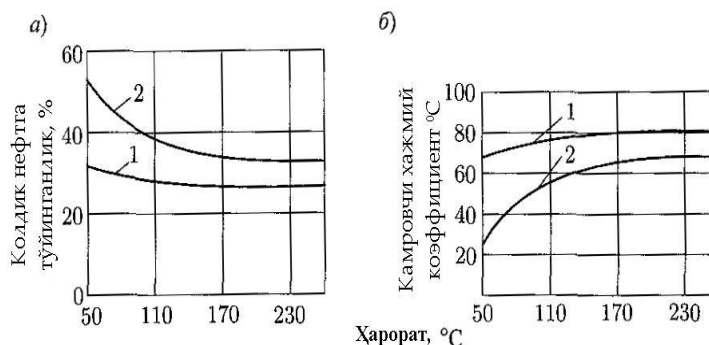 а)
60
40
20
0
Колдик нефтга
тўйинганлик, %
2
1
50 110 170 230
б)
100
80
60
40
20
Камровчи хажмий
коэффициент ⁰С
1
2
50 110 170 230
Ҳарорат, °С